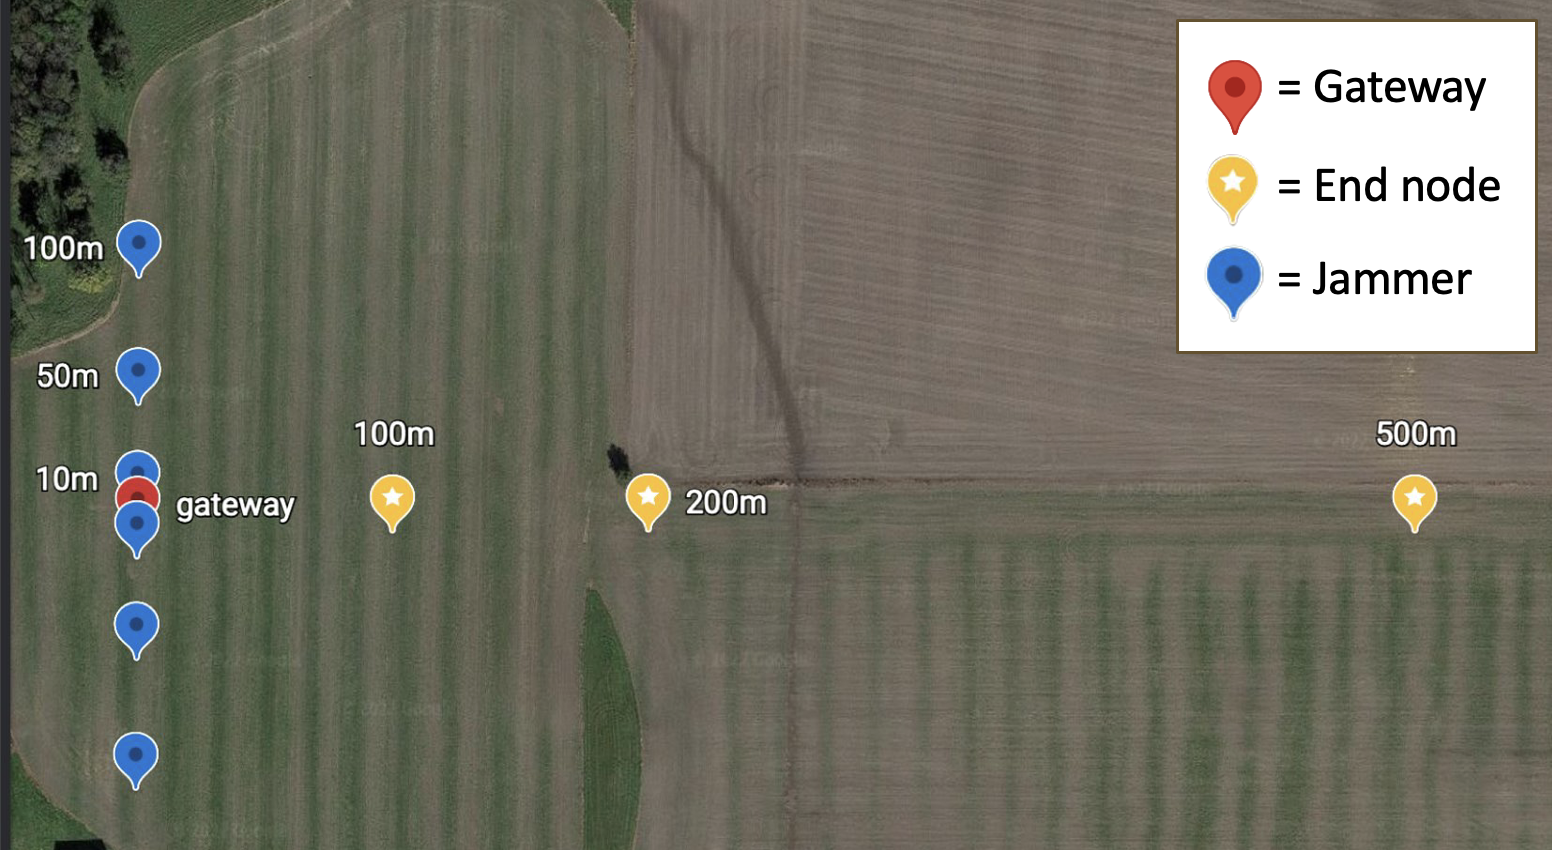 = Gateway
= End node
= Jammer
100m
50m
10m
gateway
100m
200m
500m